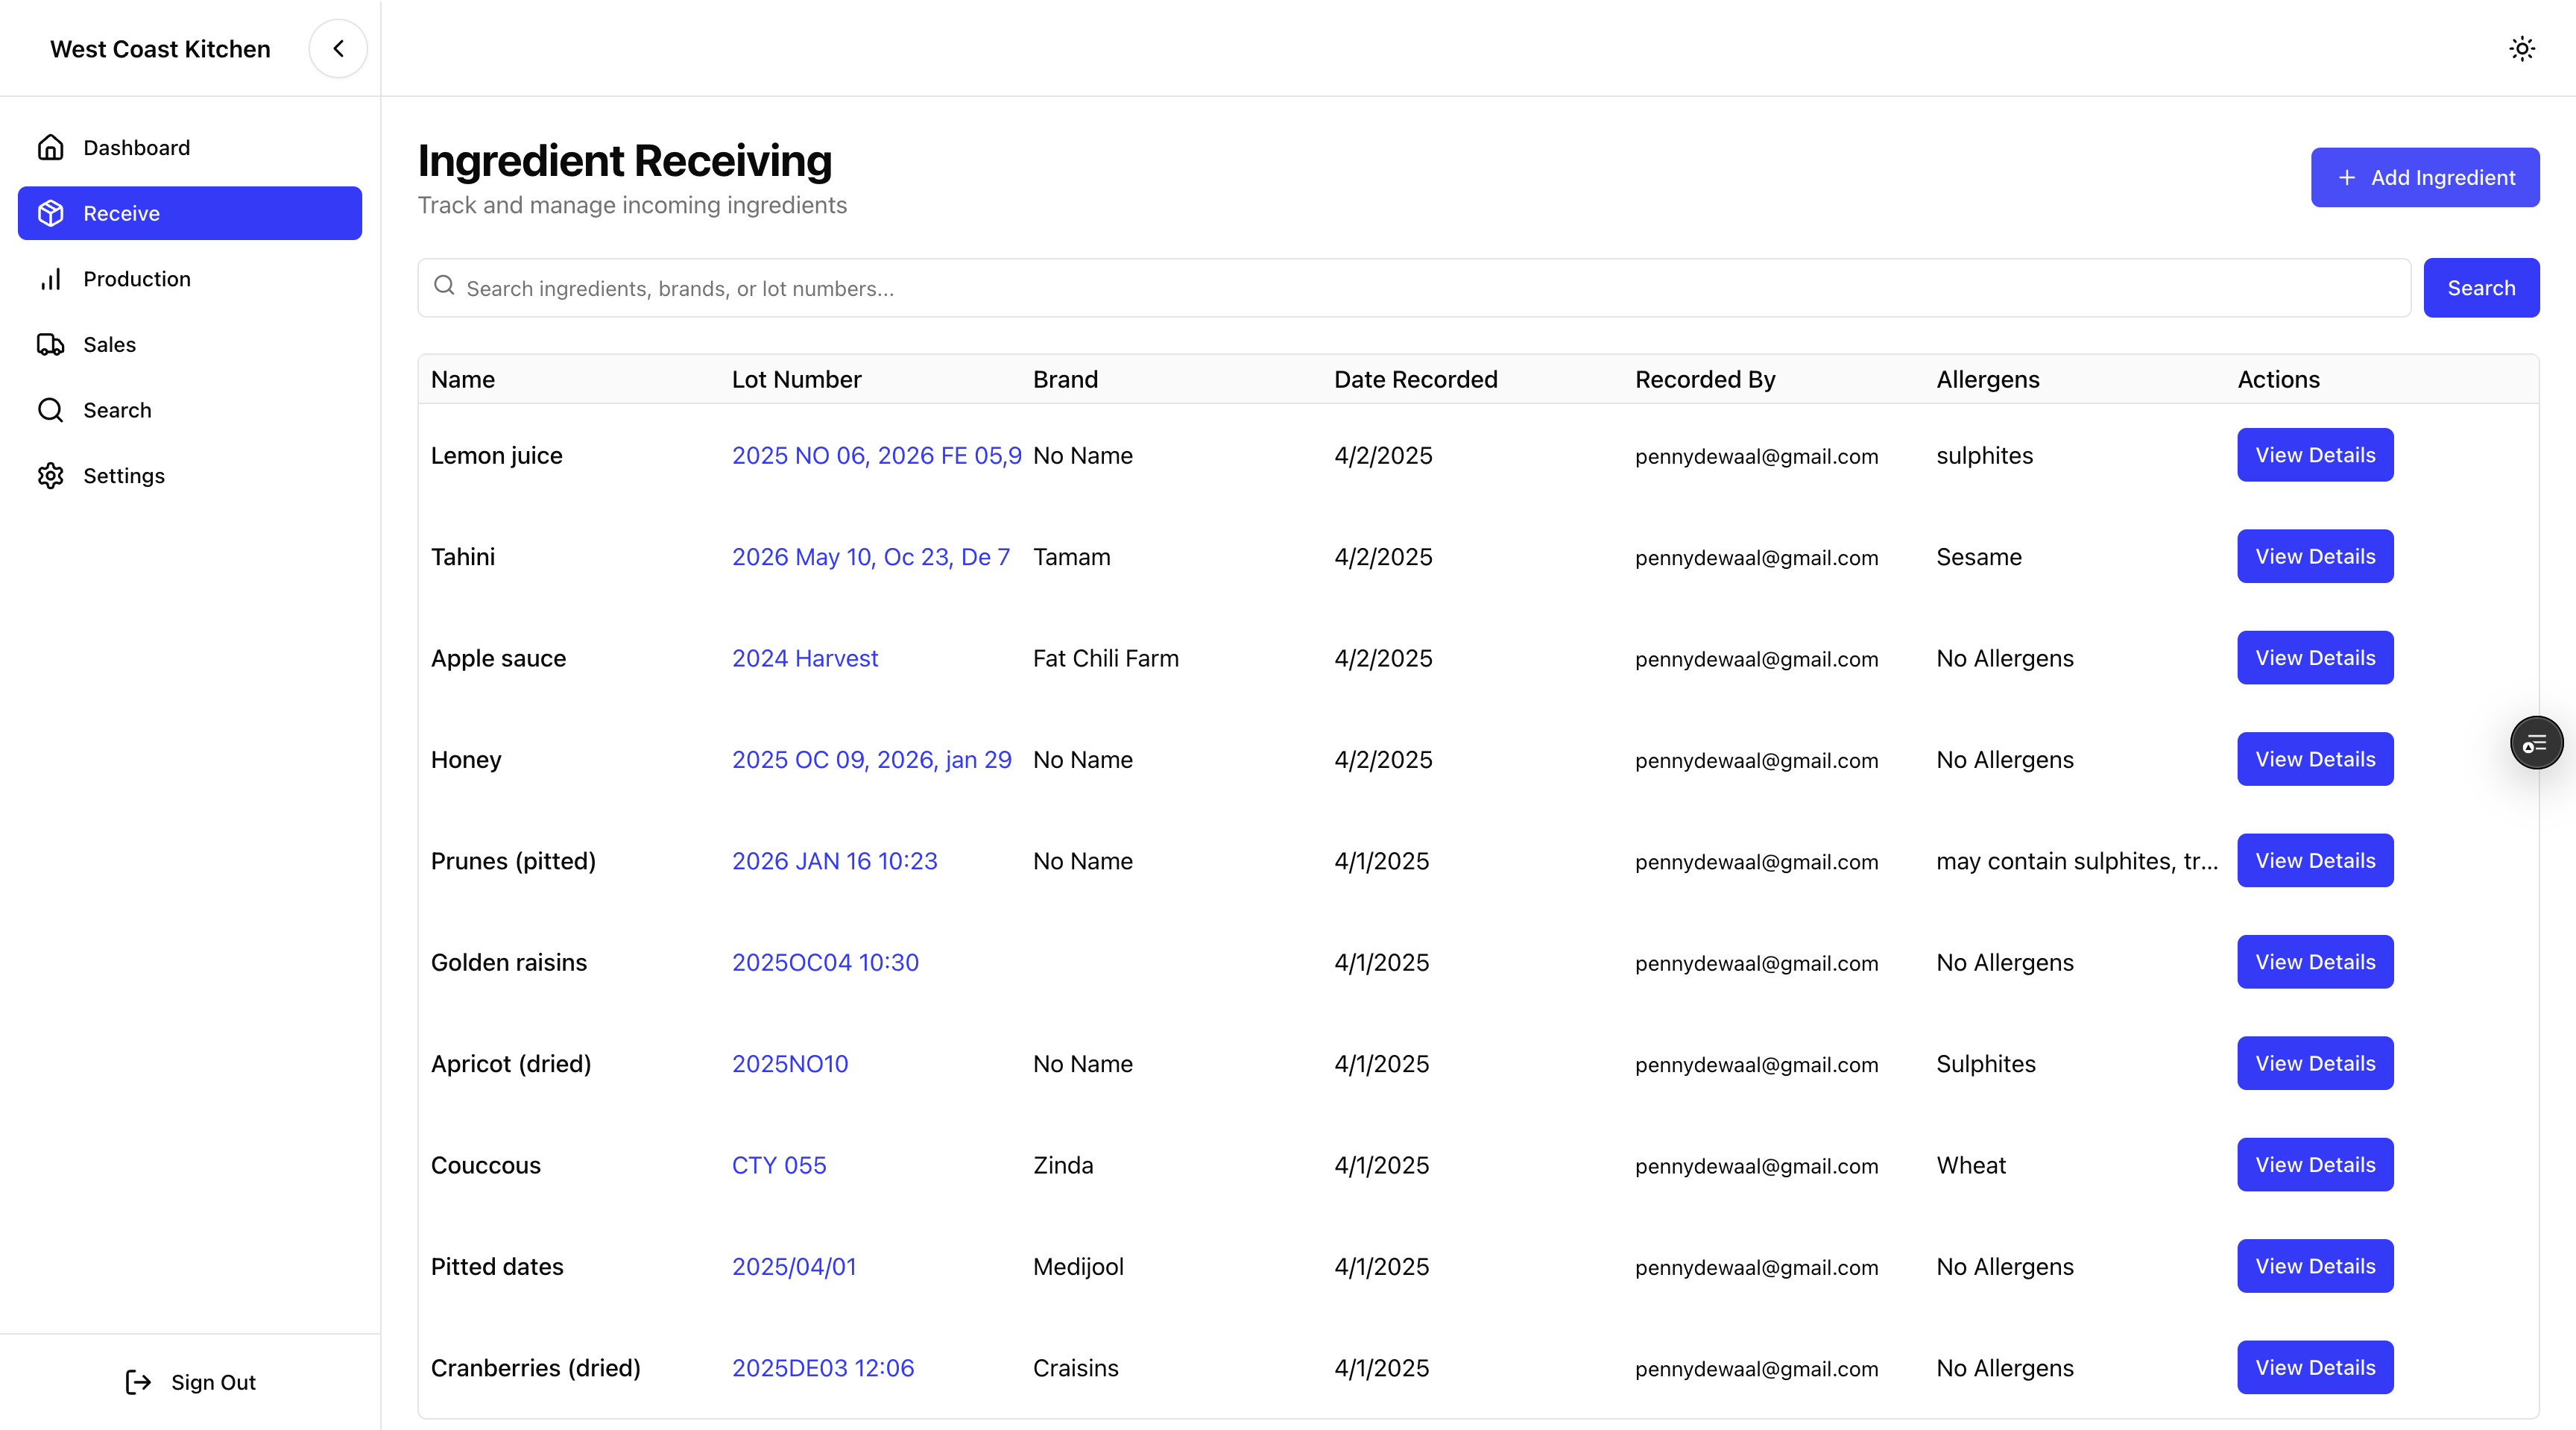 West Coast Kitchen
Dashboard
Receive
Production
Sales
Search
Settings
Sign Out
Ingredient Receiving
Track and manage incoming ingredients
Add Ingredient
Search ingredients, brands, or lot numbers...
Search
Name Lot Number Brand Date Recorded Recorded By Allergens Actions
Lemon juice 2025 NO 06, 2026 FE 05,9 No Name 4/2/2025 pennydewaal@gmail.com sulphites View Details
Tahini 2026 May 10, Oc 23, De 7 Tamam 4/2/2025 pennydewaal@gmail.com Sesame View Details
Apple sauce 2024 Harvest Fat Chili Farm 4/2/2025 pennydewaal@gmail.com No Allergens View Details
Honey 2025 OC 09, 2026, jan 29 No Name 4/2/2025 pennydewaal@gmail.com No Allergens View Details
Prunes (pitted) 2026 JAN 16 10:23 No Name 4/1/2025 pennydewaal@gmail.com may contain sulphites, tr... View Details
Golden raisins 2025OC04 10:30 4/1/2025 pennydewaal@gmail.com No Allergens View Details
Apricot (dried) 2025NO10 No Name 4/1/2025 pennydewaal@gmail.com Sulphites View Details
Couccous CTY 055 Zinda 4/1/2025 pennydewaal@gmail.com Wheat View Details
Pitted dates 2025/04/01 Medijool 4/1/2025 pennydewaal@gmail.com No Allergens View Details
Cranberries (dried) 2025DE03 12:06 Craisins 4/1/2025 pennydewaal@gmail.com No Allergens View Details